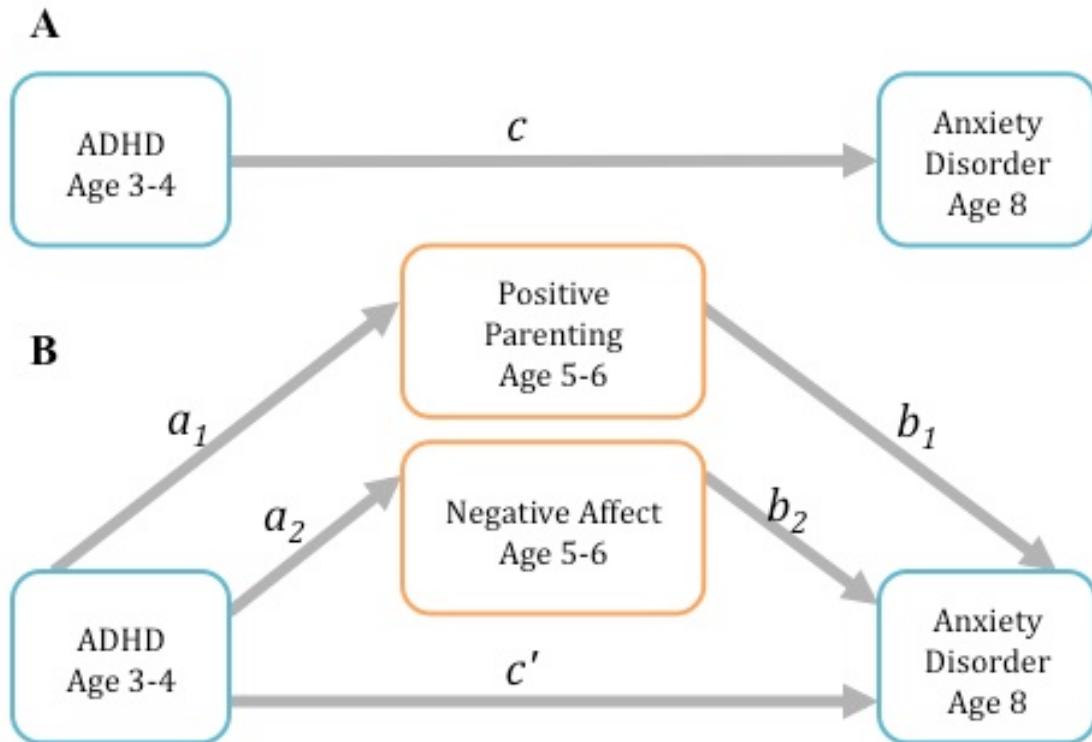 A
ADHD
Age 3-4
c
Anxiety
Disorder
Age 8
B
Positive
Parenting
Age 5-6
a1
b1
Negative Affect
Age 5-6
a2
b2
ADHD
Age 3-4
c'
Anxiety
Disorder
Age 8